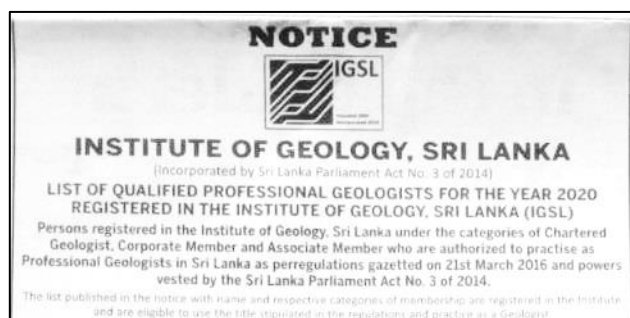 NOTICE
IGSL
INSTITUTE OF GEOLOGY, SRI LANKA
(Incorporated by Sri Lanka Parliament Act No. 3 of 2014)
LIST OF QUALIFIED PROFESSIONAL GEOLOGISTS FOR THE YEAR 2020
REGISTERED IN THE INSTITUTE OF GEOLOGY, SRI LANKA (IGSL)
Persons registered in the Institute of Geology, Sri Lanka under the categories of Chartered
Geologist, Corporate Member and Associate Member who are authorized to practise as
Professional Geologists in Sri Lanka as perregulations gazetted on 21st March 2016 and powers
vested by the Sri Lanka Parliament Act No. 3 of 2014.
The list published in the notice with name and respective categories of membership are registered in the Institute
and are eligible to use the title stipulated in the regulations and practice as a Geologist